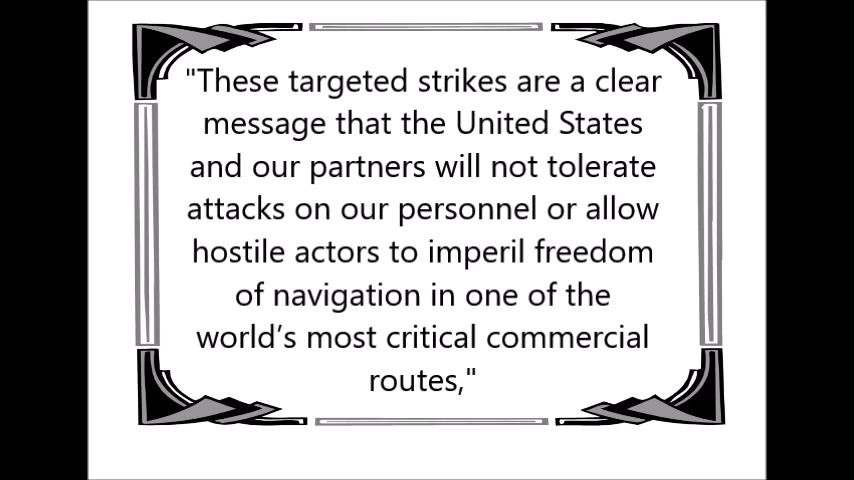 "These targeted strikes are a clear
message that the United States
and our partners will not tolerate
attacks on our personnel or allow
hostile actors to imperil freedom
of navigation in one of the
world’s most critical commercial
routes,"